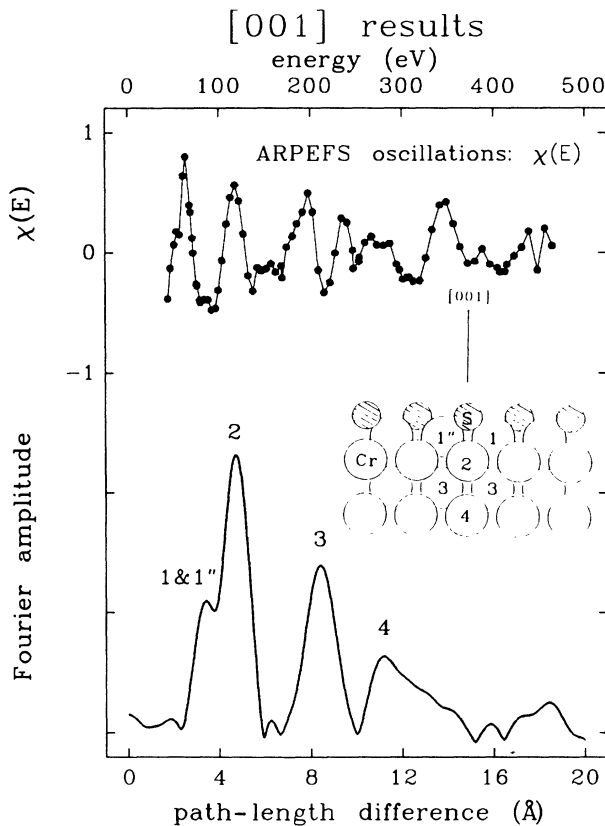 [001] results
energy (eV)
0 100 200 300 400 500
ARPEFS oscillations: χ(E)
χ(E)
1
0
−1
[001]
S
1″ 1
Cr 2
3 3
4
Fourier amplitude
1&1″
2
3
4
0 4 8 12 16 20
path-length difference (Å)